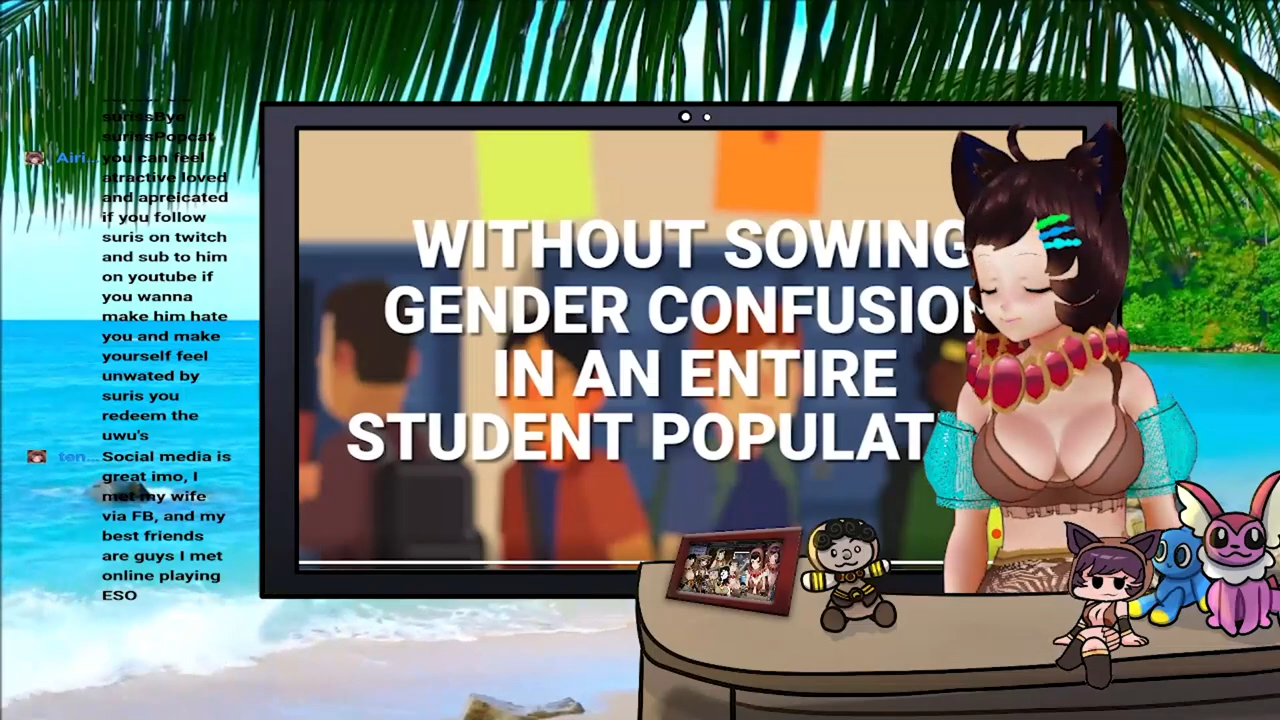 surissBye
surissPopcat
Airi... you can feel
atractive loved
and apreicated
if you follow
suris on twitch
and sub to him
on youtube if
you wanna
make him hate
you and make
yourself feel
unwated by
suris you
redeem the
uwu's
ten... Social media is
great imo, I
met my wife
via FB, and my
best friends
are guys I met
online playing
ESO
WITHOUT SOWING
GENDER CONFUSION
IN AN ENTIRE
STUDENT POPULAT